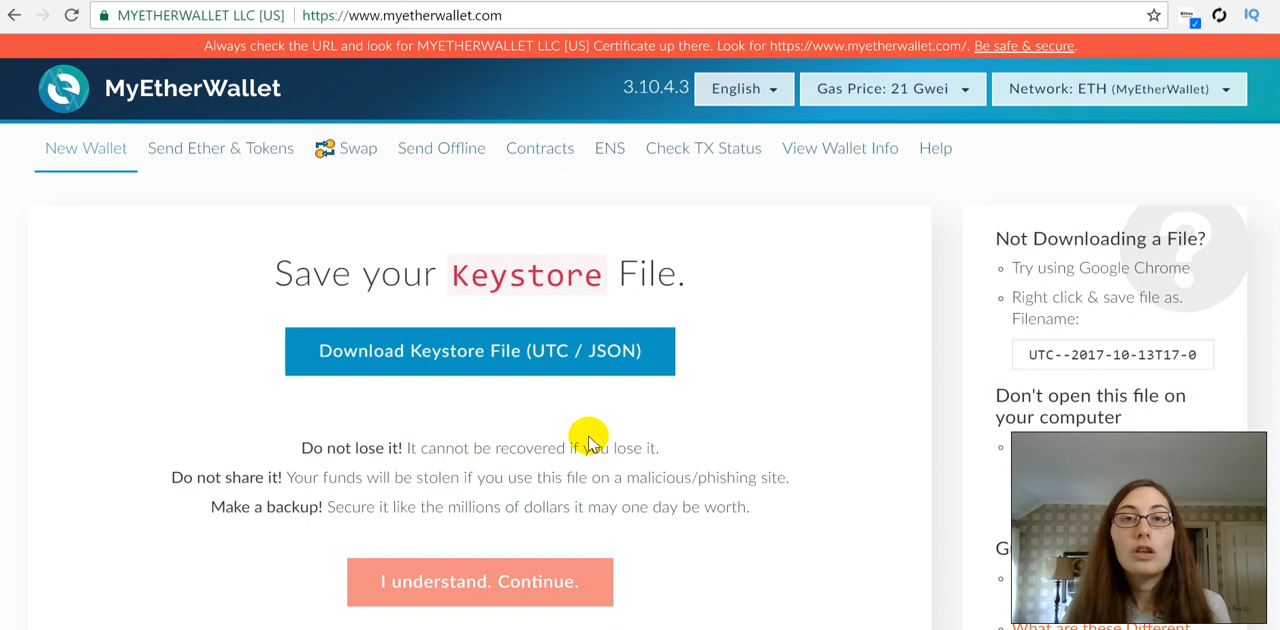 MYETHERWALLET LLC [US] https://www.myetherwallet.com
Always check the URL and look for MYETHERWALLET LLC [US] Certificate up there. Look for https://www.myetherwallet.com/. Be safe & secure.
MyEtherWallet
3.10.4.3
English
Gas Price: 21 Gwei
Network: ETH (MyEtherWallet)
New Wallet
Send Ether & Tokens
Swap
Send Offline
Contracts
ENS
Check TX Status
View Wallet Info
Help
Save your Keystore File.
Download Keystore File (UTC / JSON)
Do not lose it! It cannot be recovered if you lose it.
Do not share it! Your funds will be stolen if you use this file on a malicious/phishing site.
Make a backup! Secure it like the millions of dollars it may one day be worth.
I understand. Continue.
Not Downloading a File?
Try using Google Chrome
Right click & save file as.
Filename:
UTC--2017-10-13T17-0
Don't open this file on
your computer
What are these Different